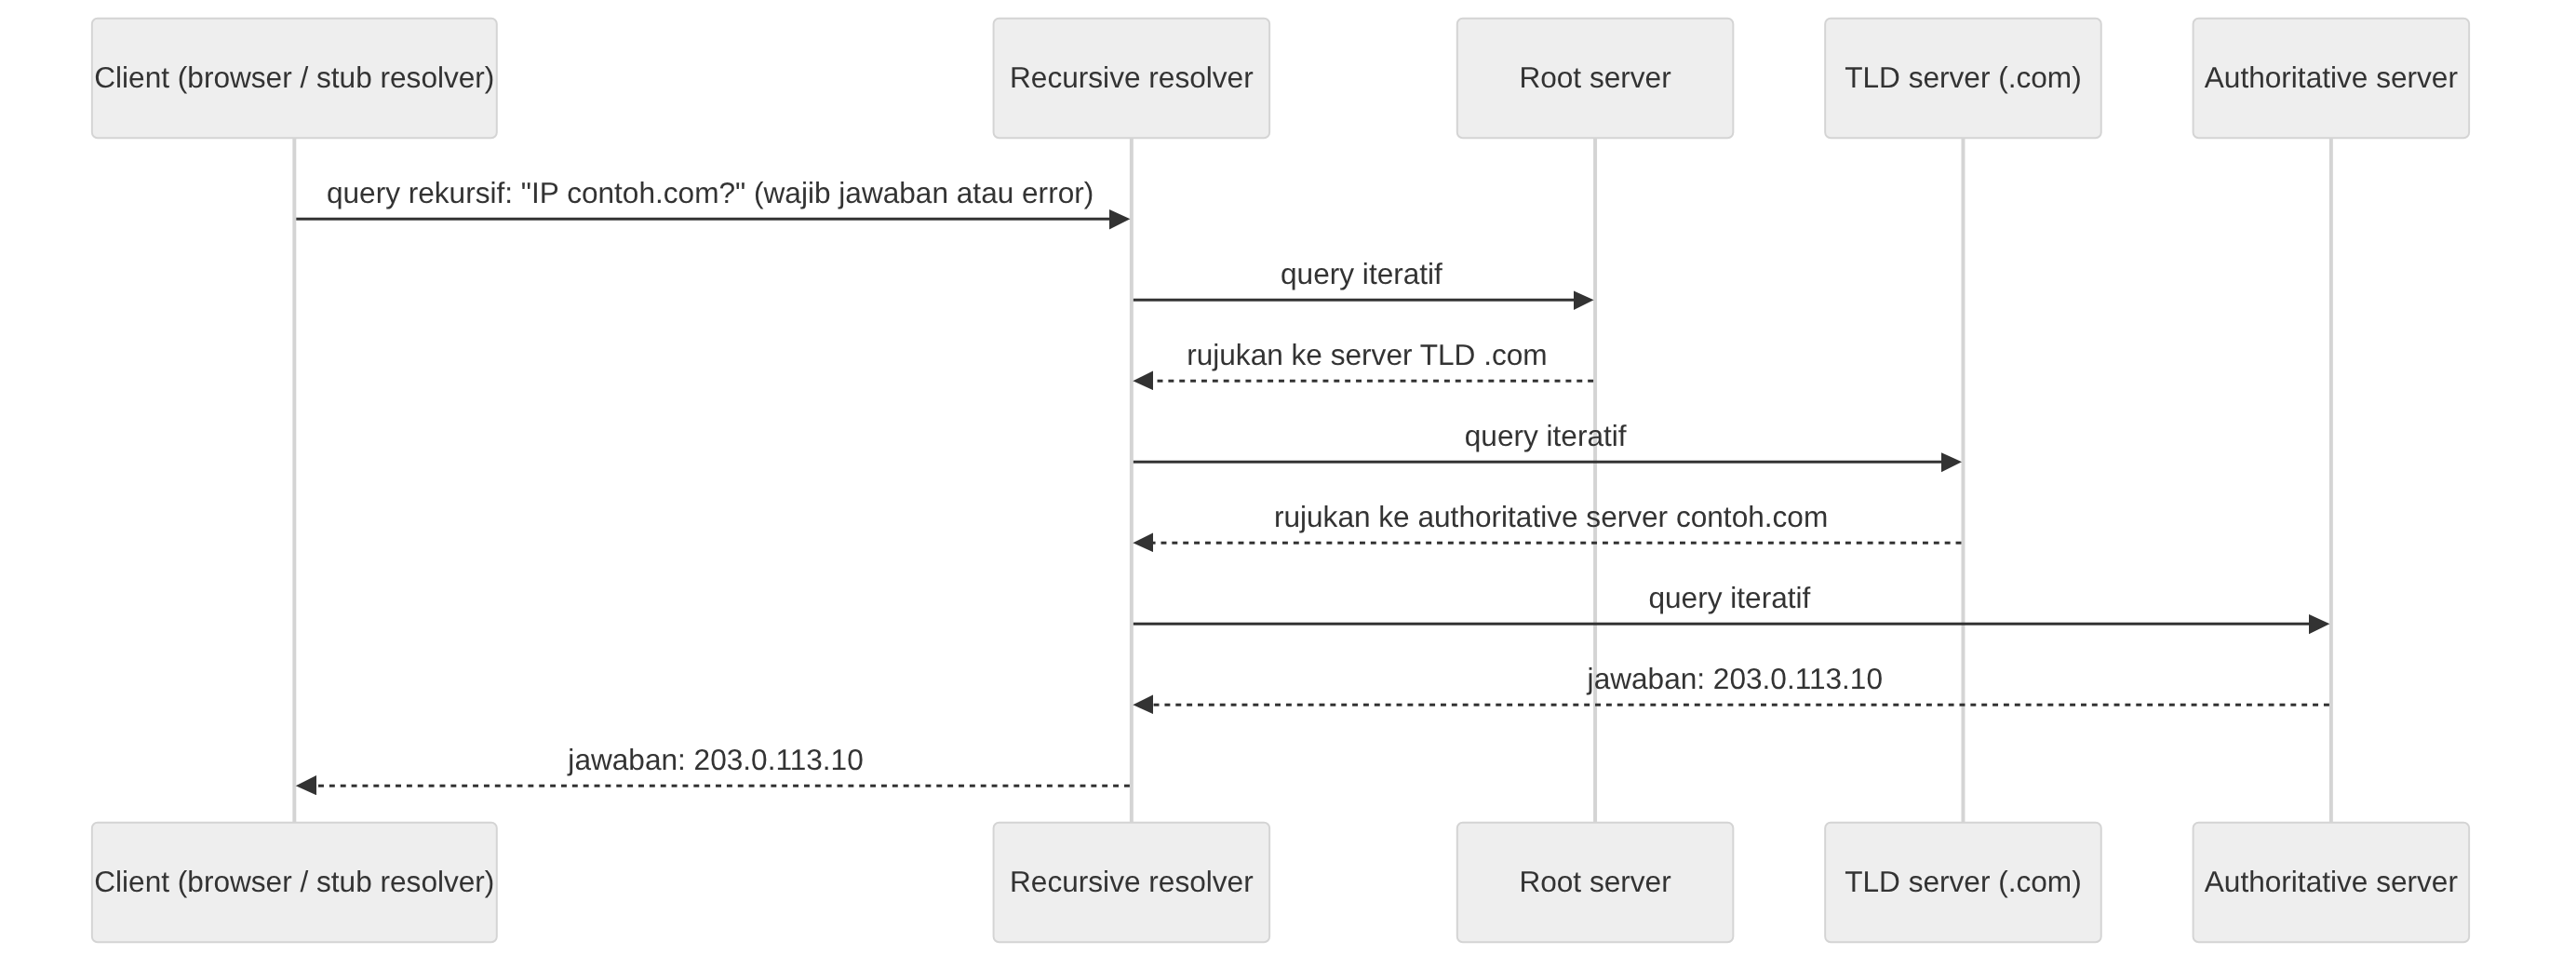 Client (browser / stub resolver)
Recursive resolver
Root server
TLD server (.com)
Authoritative server
query rekursif: "IP contoh.com?" (wajib jawaban atau error)
query iteratif
rujukan ke server TLD .com
query iteratif
rujukan ke authoritative server contoh.com
query iteratif
jawaban: 203.0.113.10
jawaban: 203.0.113.10
Client (browser / stub resolver)
Recursive resolver
Root server
TLD server (.com)
Authoritative server